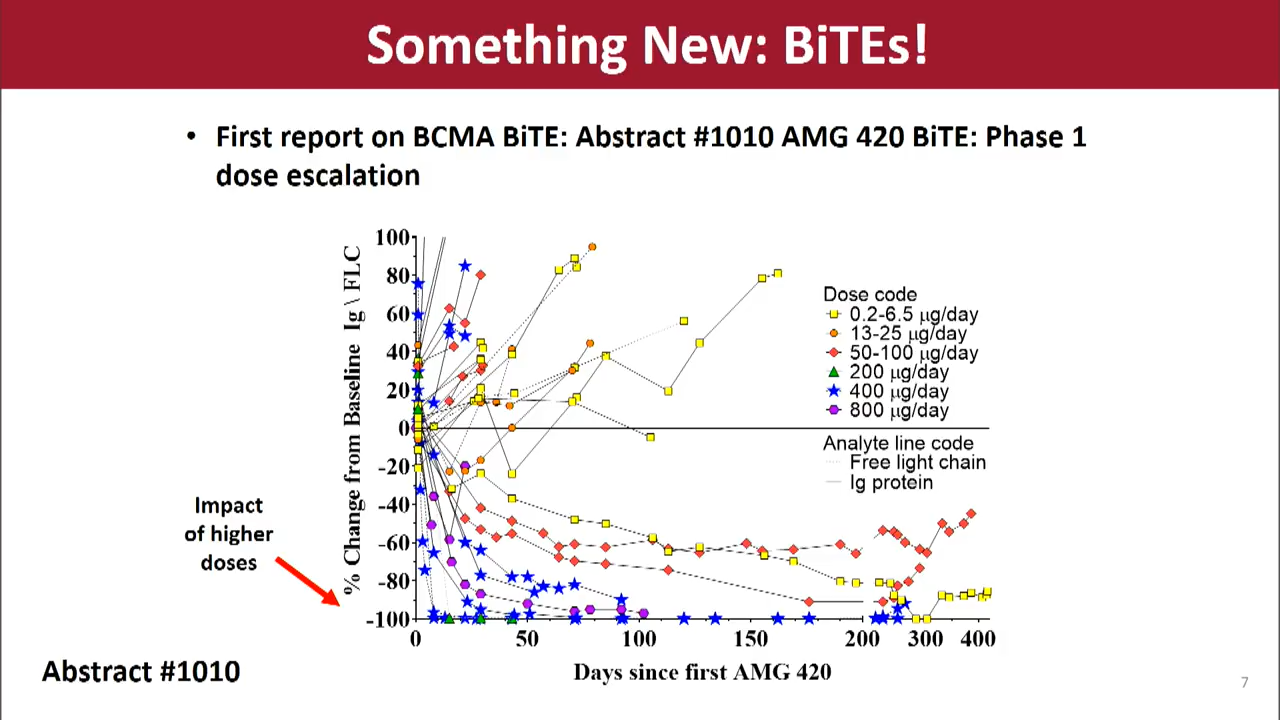 Something New: BiTEs!
• First report on BCMA BiTE: Abstract #1010 AMG 420 BiTE: Phase 1
dose escalation
% Change from Baseline Ig \ FLC
100
80
60
40
20
0
-20
-40
-60
-80
-100
0
50
100
150
200
300
400
Days since first AMG 420
Dose code
0.2-6.5 µg/day
13-25 µg/day
50-100 µg/day
200 µg/day
400 µg/day
800 µg/day
Analyte line code
Free light chain
Ig protein
Impact
of higher
doses
Abstract #1010
7